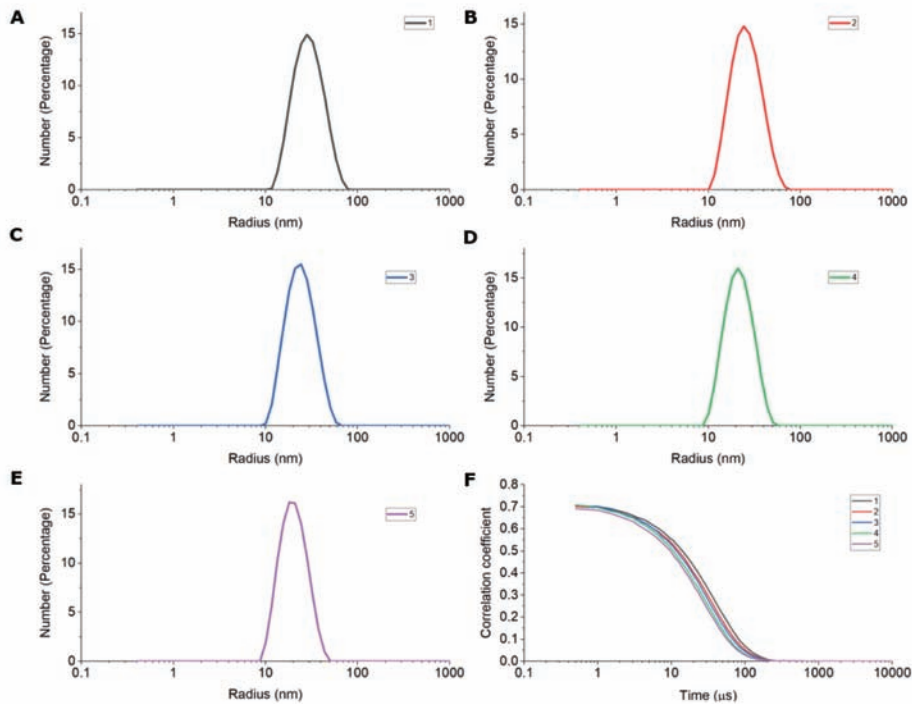 A
Number (Percentage)
15
10
5
0
0.1 1 10 100 1000
Radius (nm)
1
B
Number (Percentage)
15
10
5
0
0.1 1 10 100 1000
Radius (nm)
2
C
Number (Percentage)
15
10
5
0
0.1 1 10 100 1000
Radius (nm)
3
D
Number (Percentage)
15
10
5
0
0.1 1 10 100 1000
Radius (nm)
4
E
Number (Percentage)
15
10
5
0
0.1 1 10 100 1000
Radius (nm)
5
F
Correlation coefficient
0.8
0.7
0.6
0.5
0.4
0.3
0.2
0.1
0.0
1 10 100 1000 10000
Time (μs)
1
2
3
4
5